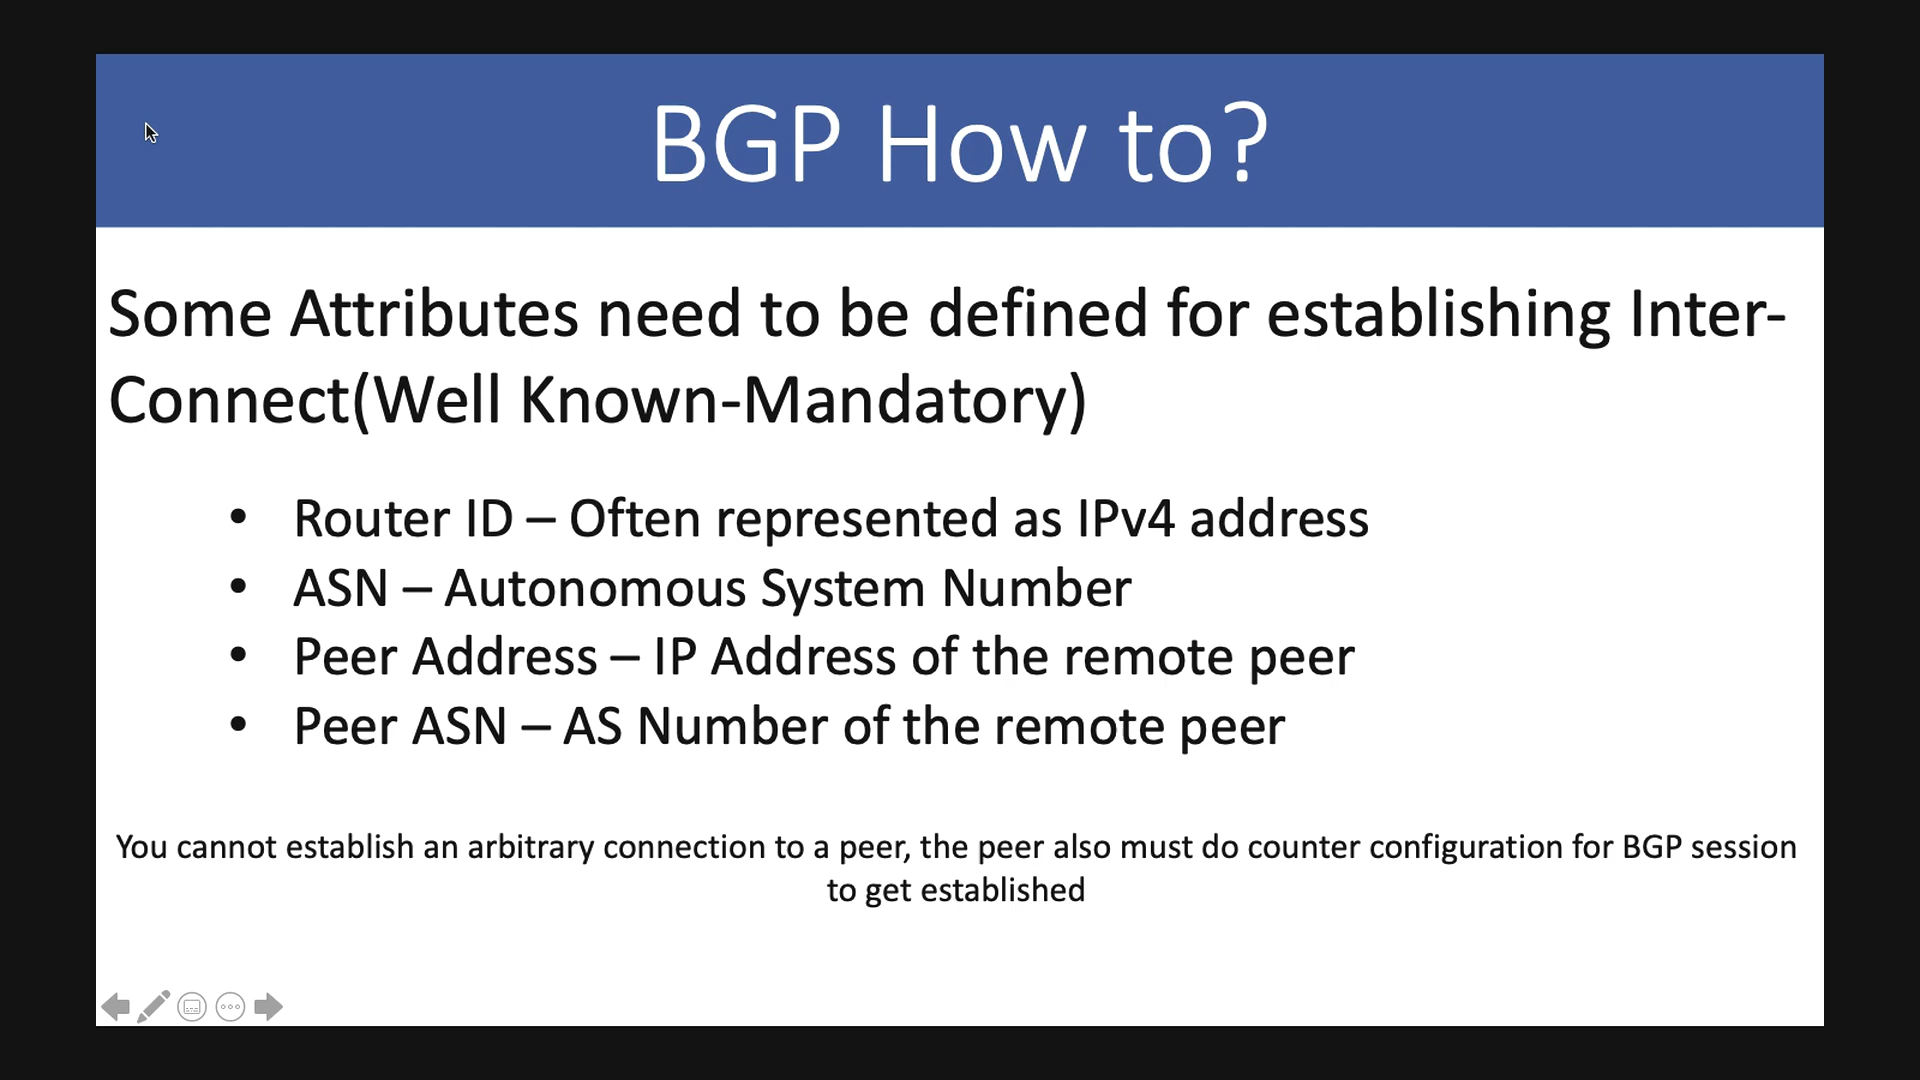 BGP How to?
Some Attributes need to be defined for establishing Inter-
Connect(Well Known-Mandatory)
• Router ID – Often represented as IPv4 address
• ASN – Autonomous System Number
• Peer Address – IP Address of the remote peer
• Peer ASN – AS Number of the remote peer
You cannot establish an arbitrary connection to a peer, the peer also must do counter configuration for BGP session
to get established